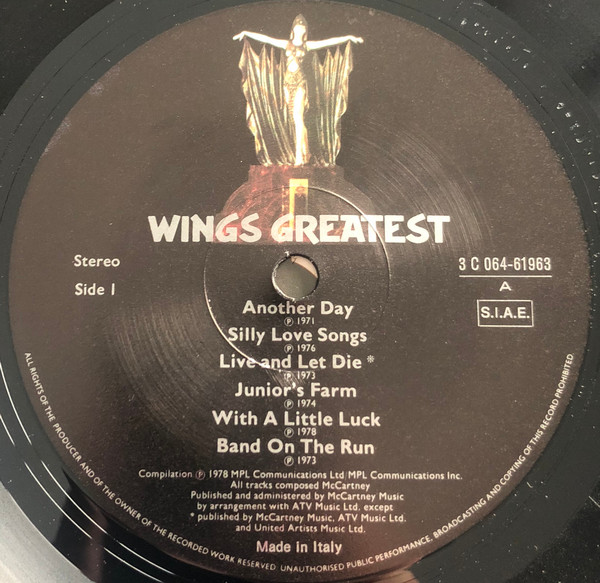 WINGS GREATEST
Stereo
3 C 064-61963
Side 1
A
S.I.A.E.
Another Day
℗ 1971
Silly Love Songs
℗ 1976
Live and Let Die *
℗ 1973
Junior's Farm
℗ 1974
With A Little Luck
℗ 1978
Band On The Run
℗ 1973
Compilation ℗ 1978 MPL Communications Ltd/MPL Communications Inc.
All tracks composed McCartney
Published and administered by McCartney Music
by arrangement with ATV Music Ltd. except
* published by McCartney Music, ATV Music Ltd.
and United Artists Music Ltd.
Made in Italy
ALL RIGHTS OF THE PRODUCER AND OF THE OWNER OF THE RECORDED WORK RESERVED. UNAUTHORISED PUBLIC PERFORMANCE, BROADCASTING AND COPYING OF THIS RECORD PROHIBITED.